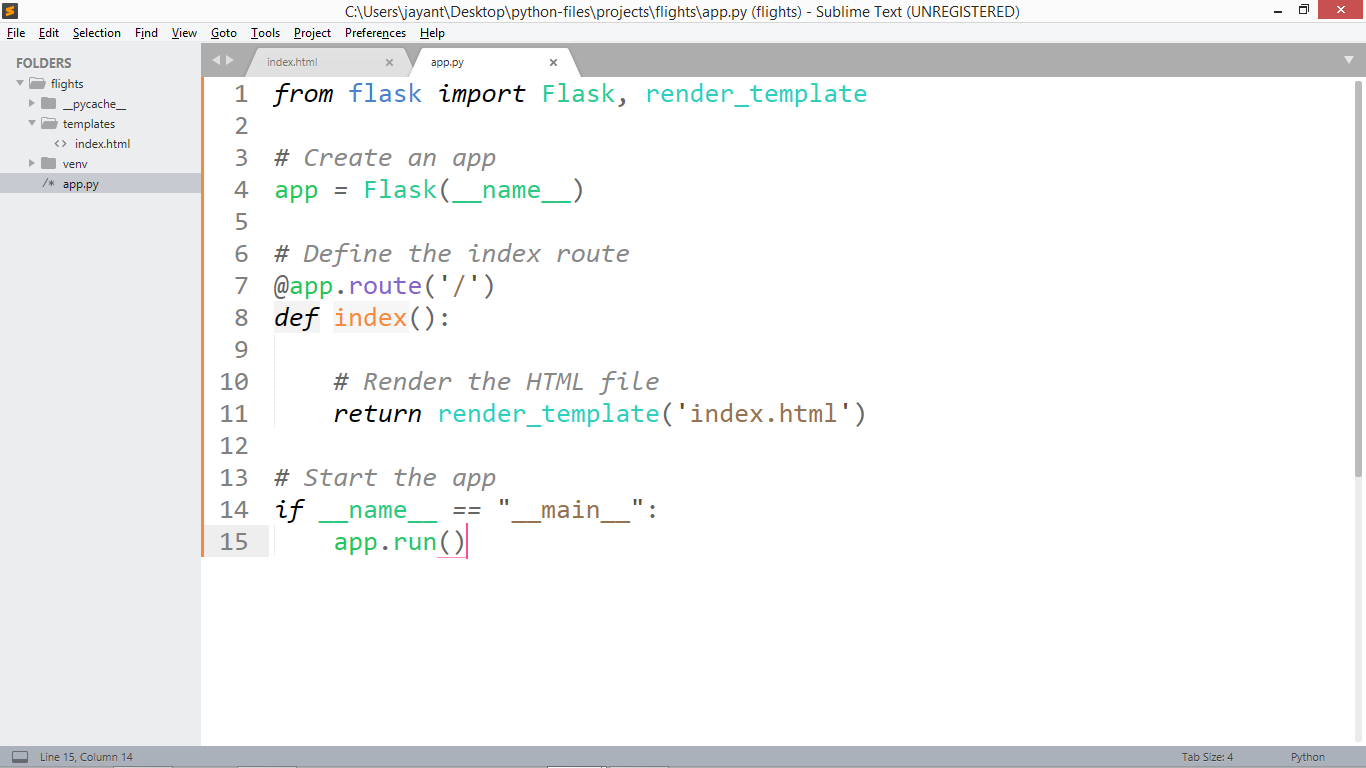 C:\Users\jayant\Desktop\python-files\projects\flights\app.py (flights) - Sublime Text (UNREGISTERED)
File Edit Selection Find View Goto Tools Project Preferences Help
FOLDERS
flights
__pycache__
templates
<> index.html
venv
/* app.py
index.html × app.py ×
1 from flask import Flask, render_template
2
3 # Create an app
4 app = Flask(__name__)
5
6 # Define the index route
7 @app.route('/')
8 def index():
9
10     # Render the HTML file
11     return render_template('index.html')
12
13 # Start the app
14 if __name__ == "__main__":
15     app.run()
Line 15, Column 14 Tab Size: 4 Python